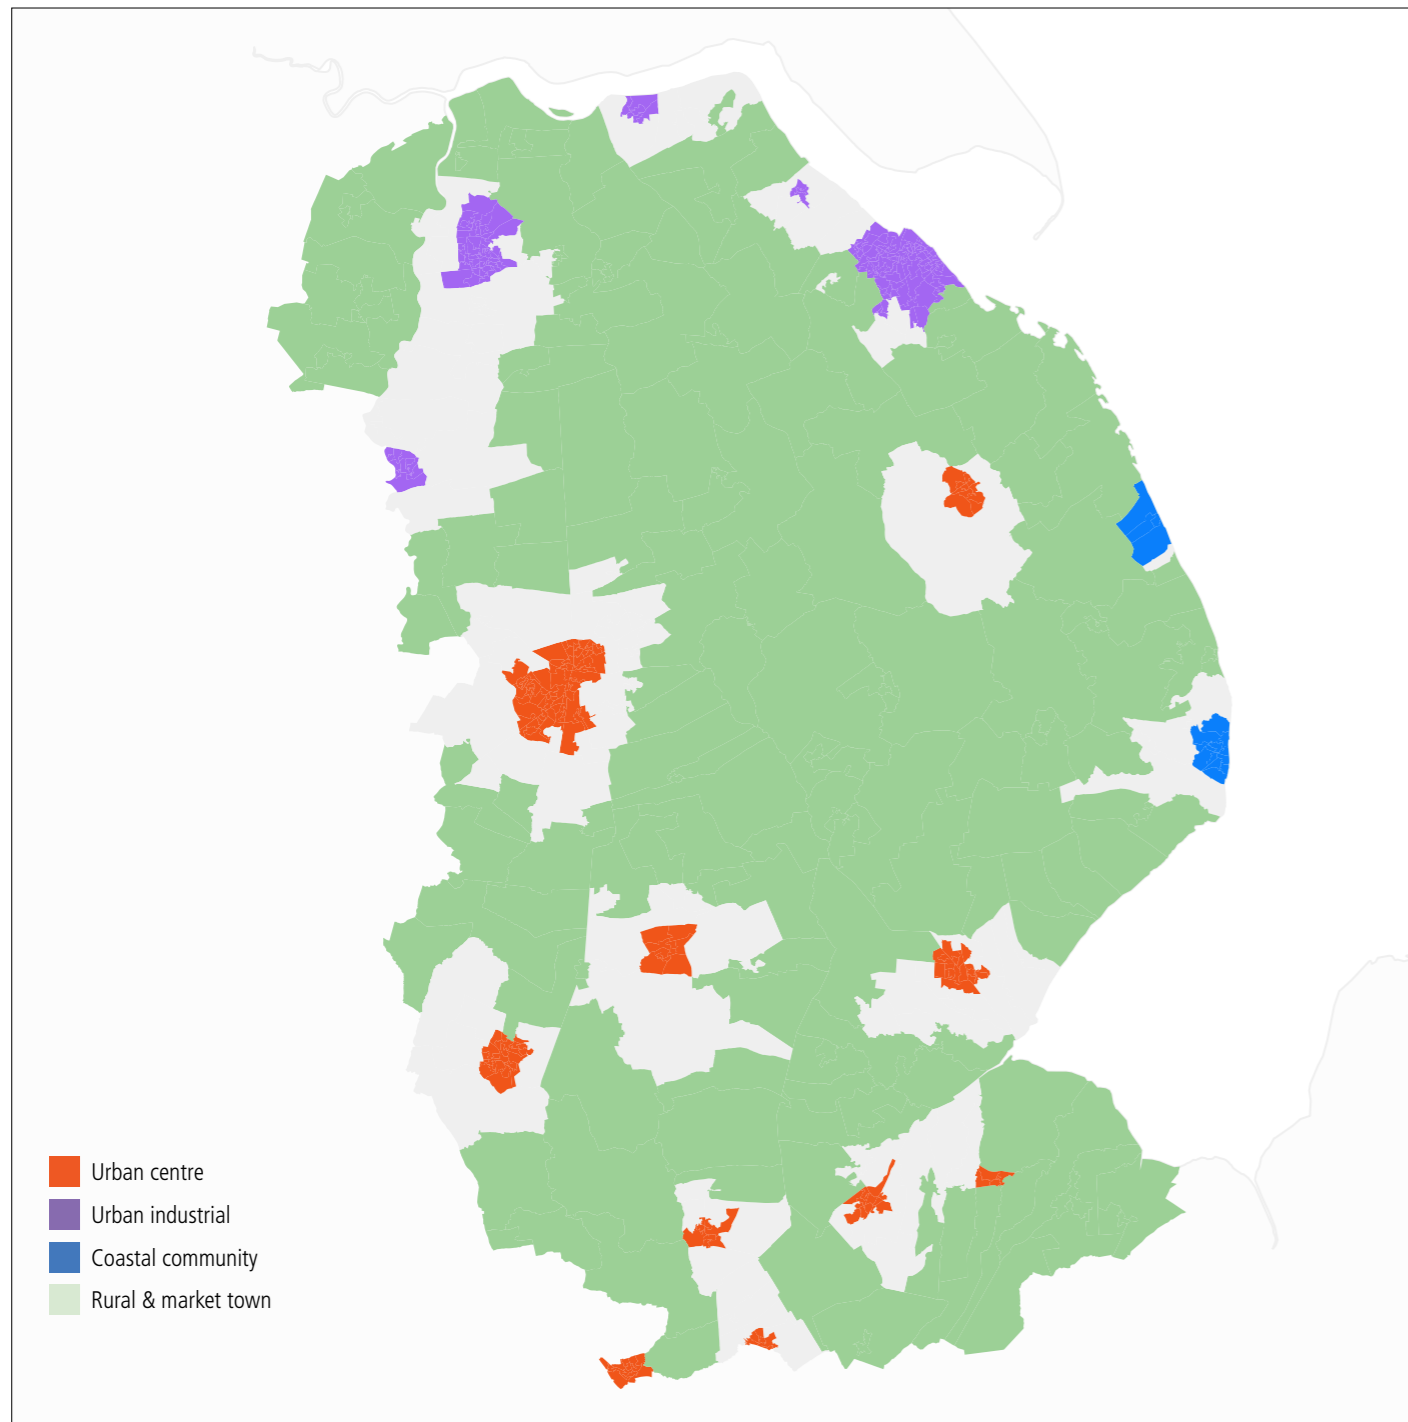 Urban centre
Urban industrial
Coastal community
Rural & market town